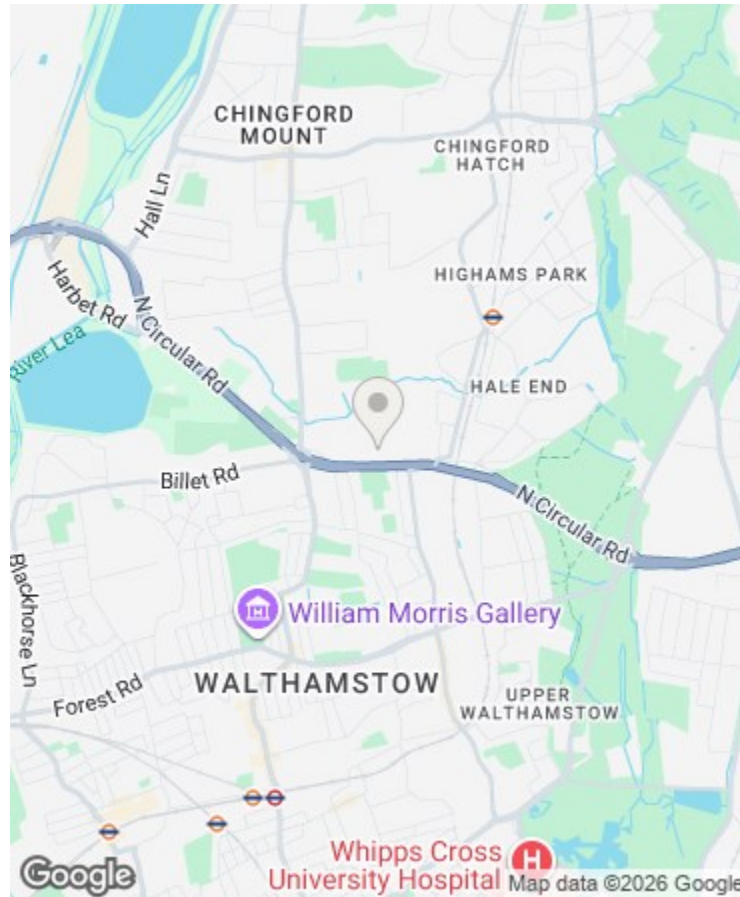 CHINGFORD
MOUNT
CHINGFORD
HATCH
Hall Ln
HIGHAMS PARK
Harbet Rd
N Circular Rd
River Lea
HALE END
Billet Rd
N Circular Rd
Blackhorse Ln
William Morris Gallery
WALTHAMSTOW
Forest Rd
UPPER
WALTHAMSTOW
Whipps Cross
University Hospital
H
Google
Map data ©2026 Google